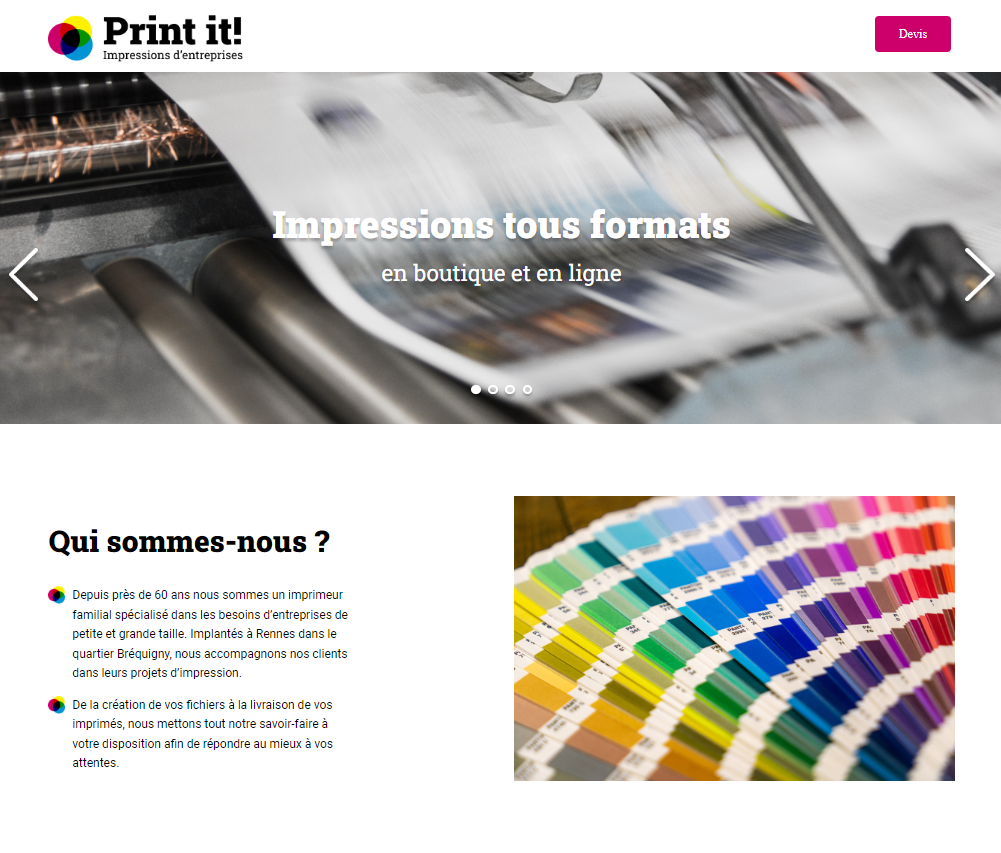 Print it!
Impressions d'entreprises
Devis
Impressions tous formats
en boutique et en ligne
Qui sommes-nous ?
Depuis près de 60 ans nous sommes un imprimeur
familial spécialisé dans les besoins d'entreprises de
petite et grande taille. Implantés à Rennes dans le
quartier Bréquigny, nous accompagnons nos clients
dans leurs projets d'impression.
De la création de vos fichiers à la livraison de vos
imprimés, nous mettons tout notre savoir-faire à
votre disposition afin de répondre au mieux à vos
attentes.